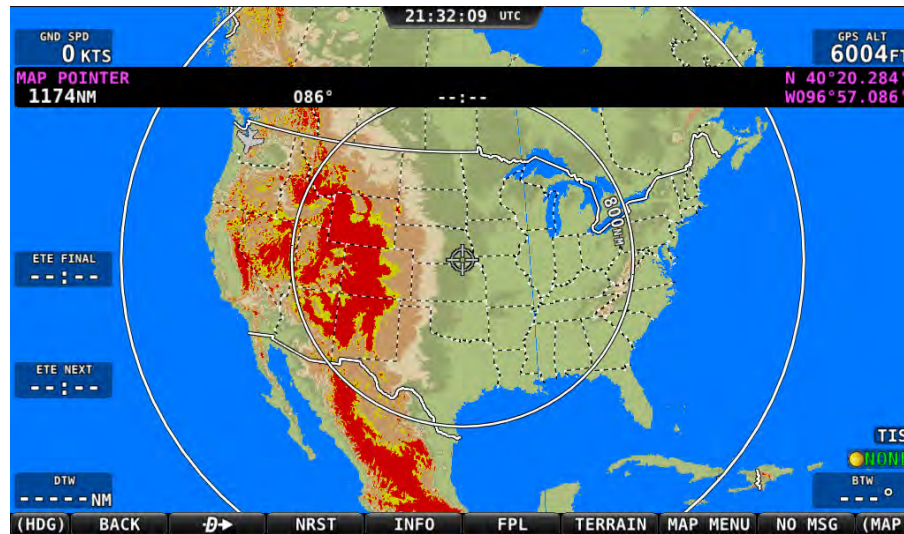 21:32:09 UTC
GND SPD
0 KTS
GPS ALT
6004FT
MAP POINTER
N 40°20.284'
1174NM 086° --:--
W096°57.086'
800NM
ETE FINAL
--:--
ETE NEXT
--:--
TIS
NONE
DTW
-----NM
BTW
---°
(HDG) BACK D→ NRST INFO FPL TERRAIN MAP MENU NO MSG (MAP